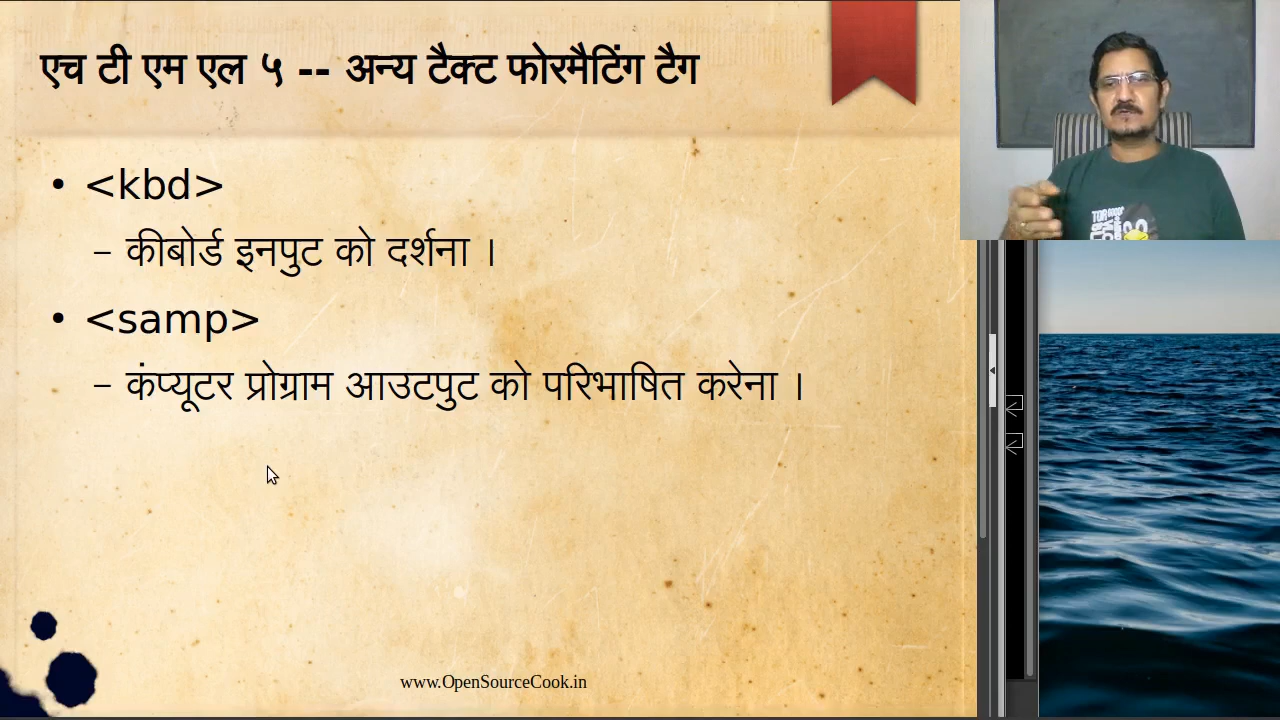 एच टी एम एल ५ -- अन्य टैक्ट फोरमैटिंग टैग
• <kbd>
– कीबोर्ड इनपुट को दर्शना ।
• <samp>
– कंप्यूटर प्रोग्राम आउटपुट को परिभाषित करेना ।
www.OpenSourceCook.in